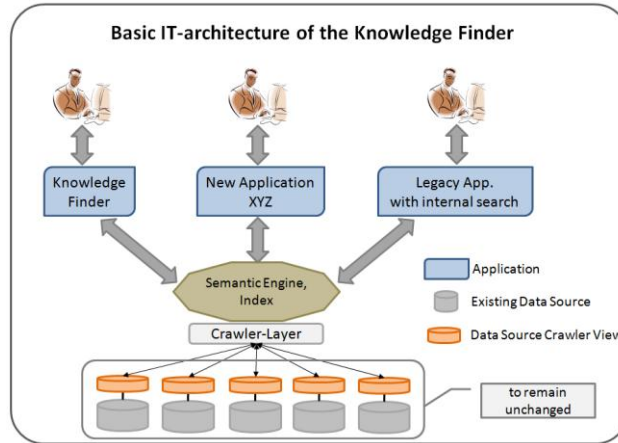 Basic IT-architecture of the Knowledge Finder
Knowledge
Finder
New Application
XYZ
Legacy App.
with internal search
Semantic Engine,
Index
Crawler-Layer
Application
Existing Data Source
Data Source Crawler View
to remain
unchanged